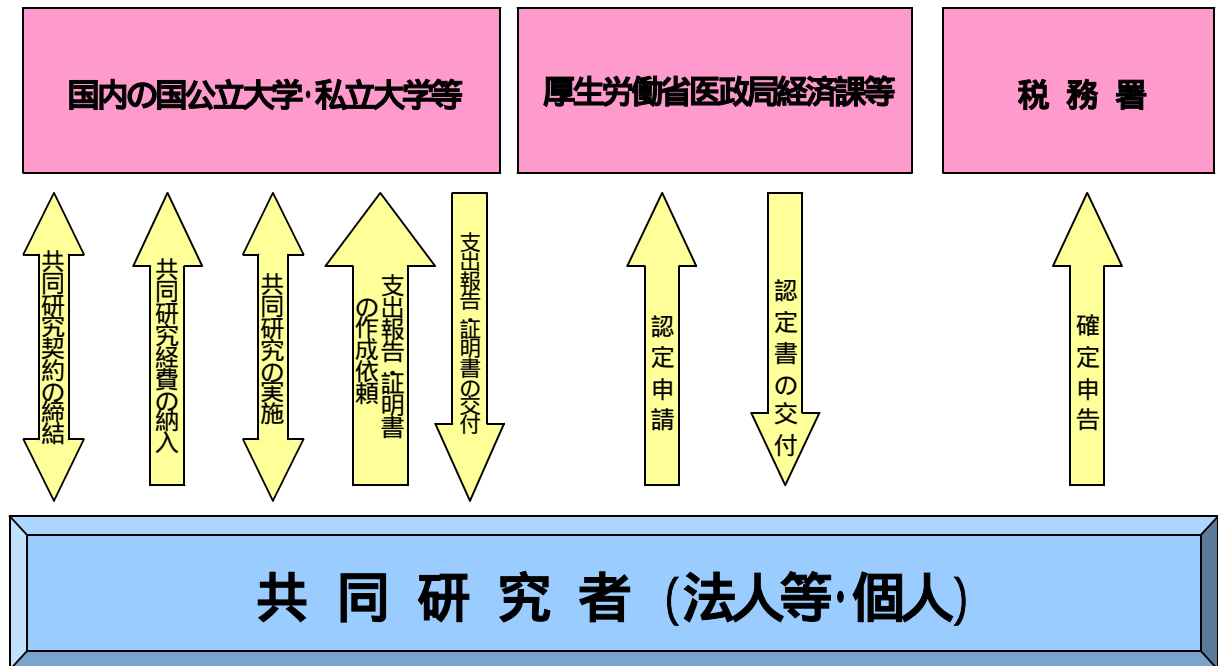 国内の国公立大学・私立大学等
厚生労働省医政局経済課等
税務署
共同研究契約の締結
共同研究経費の納入
共同研究の実施
支出報告・証明書
の作成依頼
支出報告・証明書の交付
認定申請
認定書の交付
確定申告
共同研究者(法人等・個人)